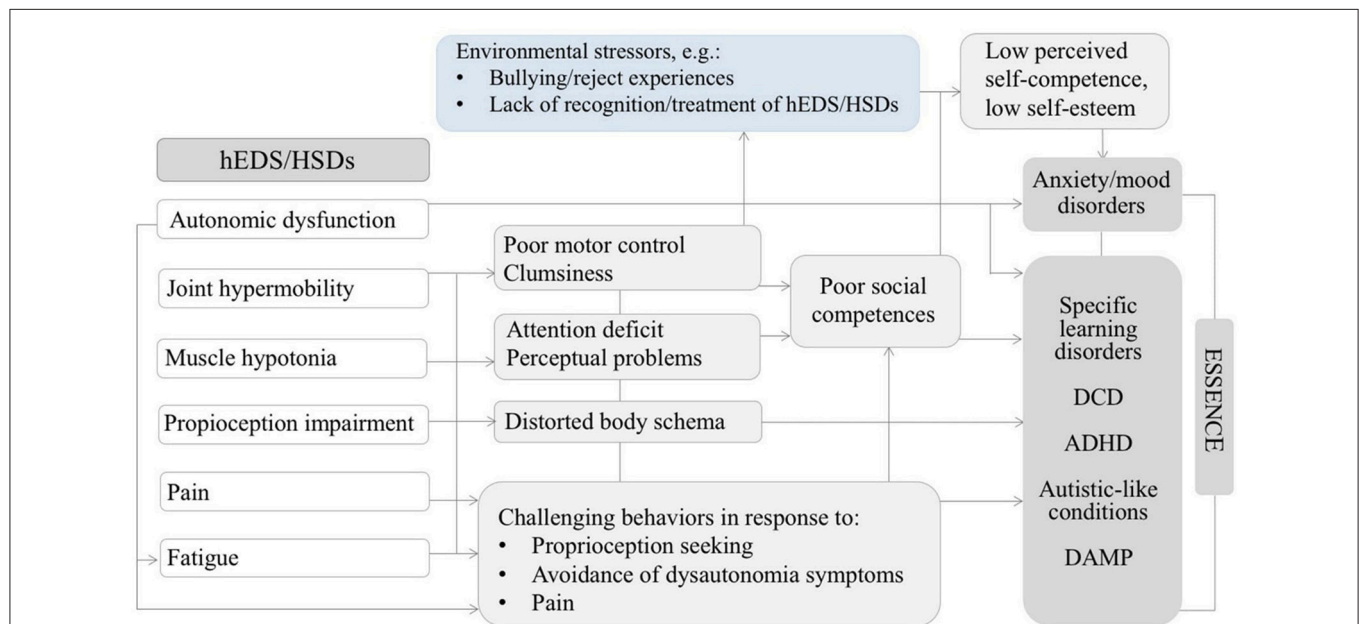 Environmental stressors, e.g.:
• Bullying/reject experiences
• Lack of recognition/treatment of hEDS/HSDs
Low perceived
self-competence,
low self-esteem
hEDS/HSDs
Anxiety/mood
disorders
Autonomic dysfunction
Joint hypermobility
Muscle hypotonia
Propioception impairment
Pain
Fatigue
Poor motor control
Clumsiness
Attention deficit
Perceptual problems
Distorted body schema
Challenging behaviors in response to:
• Proprioception seeking
• Avoidance of dysautonomia symptoms
• Pain
Poor social
competences
Specific
learning
disorders
DCD
ADHD
Autistic-like
conditions
DAMP
ESSENCE